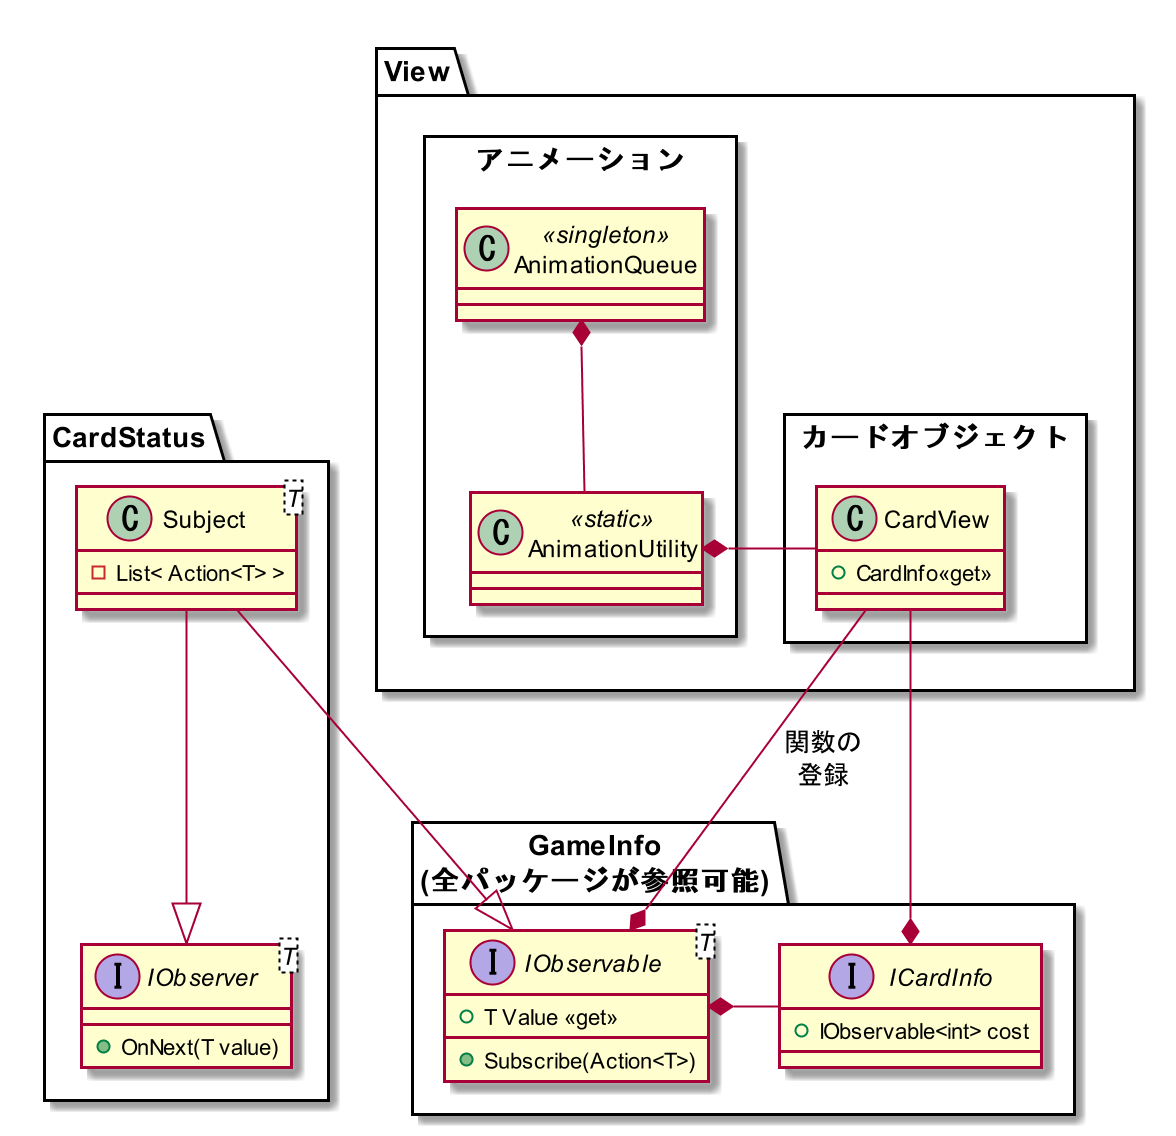 View
アニメーション
C
«singleton»
AnimationQueue
CardStatus
T
C
Subject
List< Action<T> >
C
«static»
AnimationUtility
カードオブジェクト
C
CardView
CardInfo«get»
関数の
登録
GameInfo
(全パッケージが参照可能)
T
I
IObserver
OnNext(T value)
T
I
IObservable
T Value «get»
Subscribe(Action<T>)
I
ICardInfo
IObservable<int> cost